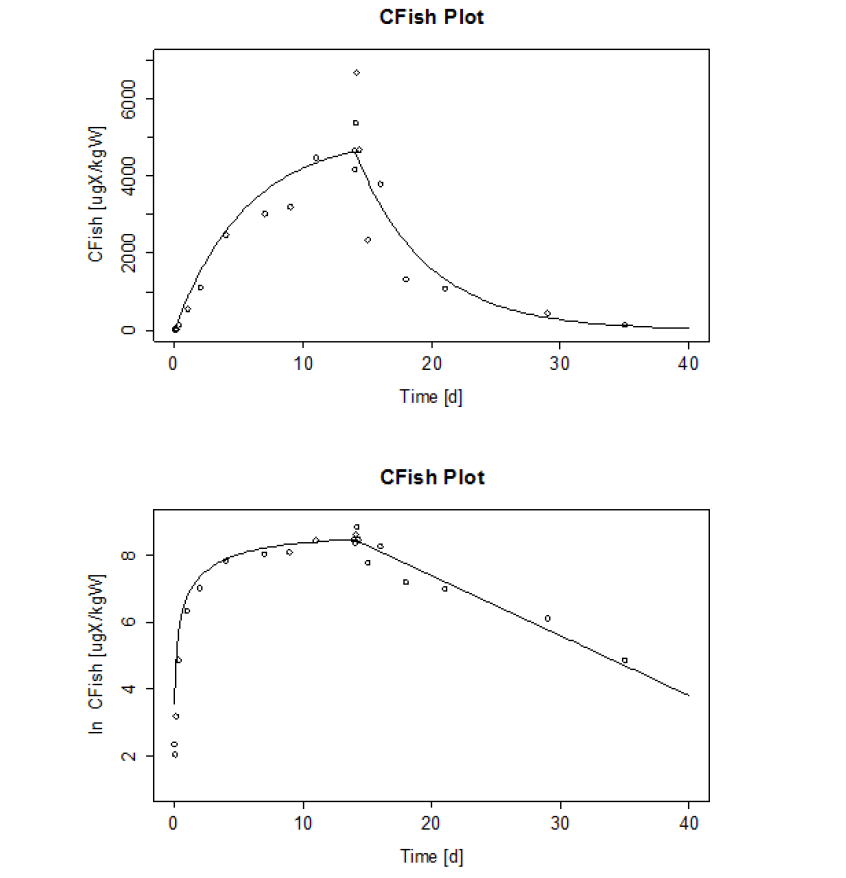 CFish Plot
6000
4000
2000
0
CFish [ugX/kgW]
0 10 20 30 40
Time [d]
CFish Plot
8
6
4
2
ln CFish [ugX/kgW]
0 10 20 30 40
Time [d]